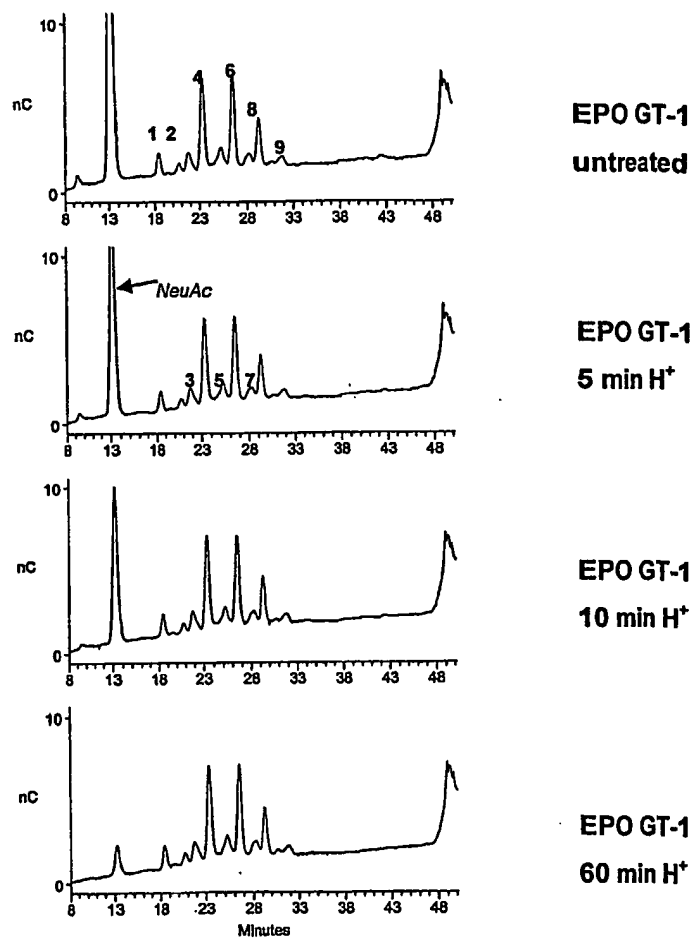 10
nC
0
1 2 4 6 8 9
8 13 18 23 28 33 38 43 48
EPO GT-1
untreated
10
nC
0
NeuAc
3 5 7
8 13 18 23 28 33 38 43 48
EPO GT-1
5 min H⁺
10
nC
0
8 13 18 23 28 33 38 43 48
EPO GT-1
10 min H⁺
10
nC
0
8 13 18 23 28 33 38 43 48
Minutes
EPO GT-1
60 min H⁺